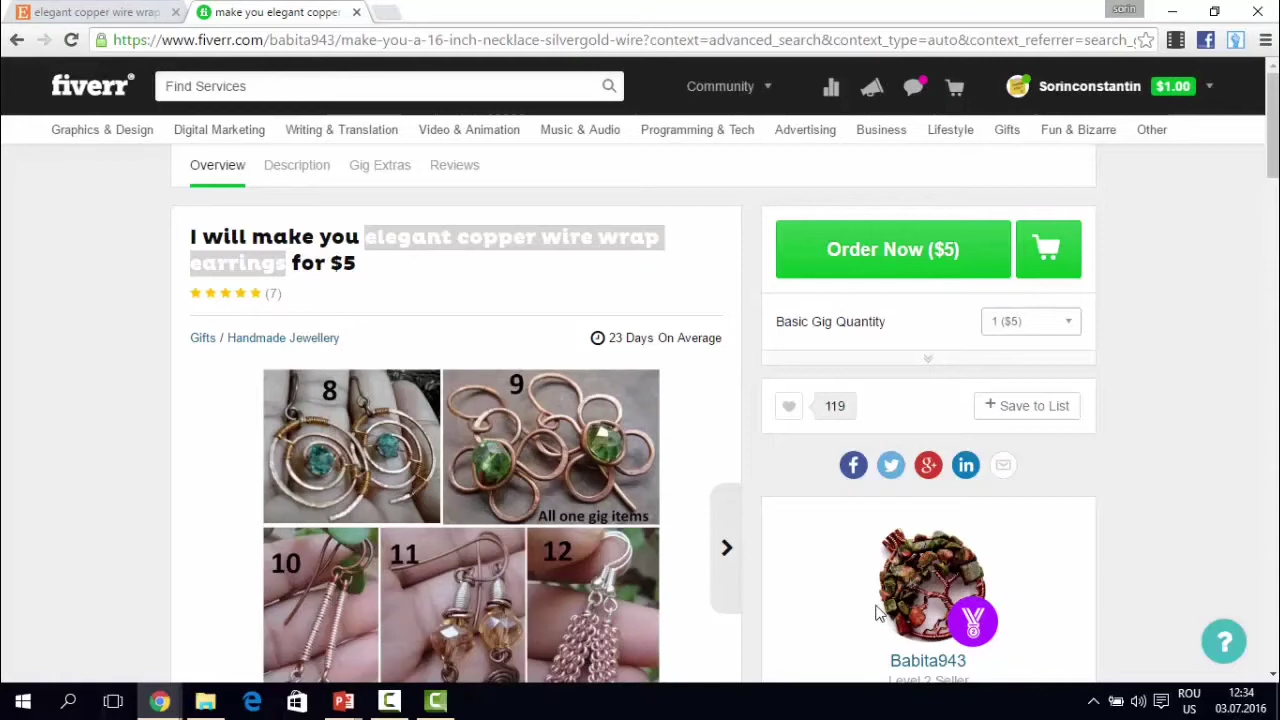 elegant copper wire wrap
make you elegant copper
sorin
https://www.fiverr.com/babita943/make-you-a-16-inch-necklace-silvergold-wire?context=advanced_search&context_type=auto&context_referrer=search_
fiverr®
Find Services
Community
Sorinconstantin
$1.00
Graphics & Design
Digital Marketing
Writing & Translation
Video & Animation
Music & Audio
Programming & Tech
Advertising
Business
Lifestyle
Gifts
Fun & Bizarre
Other
Overview
Description
Gig Extras
Reviews
I will make you elegant copper wire wrap
earrings for $5
(7)
Gifts / Handmade Jewellery
23 Days On Average
8
9
All one gig items
10
11
12
Order Now ($5)
Basic Gig Quantity
1 ($5)
119
+ Save to List
Babita943
Level 2 Seller
?
ROU
US
12:34
03.07.2016